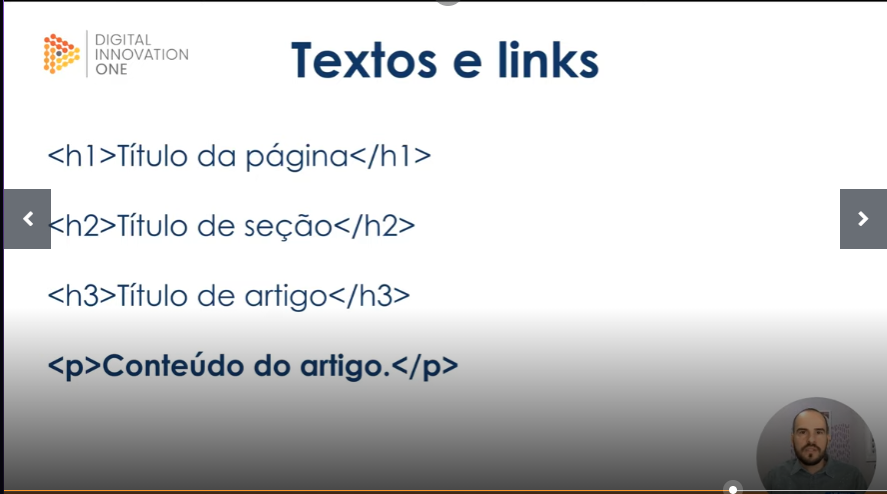 DIGITAL
INNOVATION
ONE
Textos e links
<h1>Título da página</h1>
<h2>Título de seção</h2>
<h3>Título de artigo</h3>
<p>Conteúdo do artigo.</p>